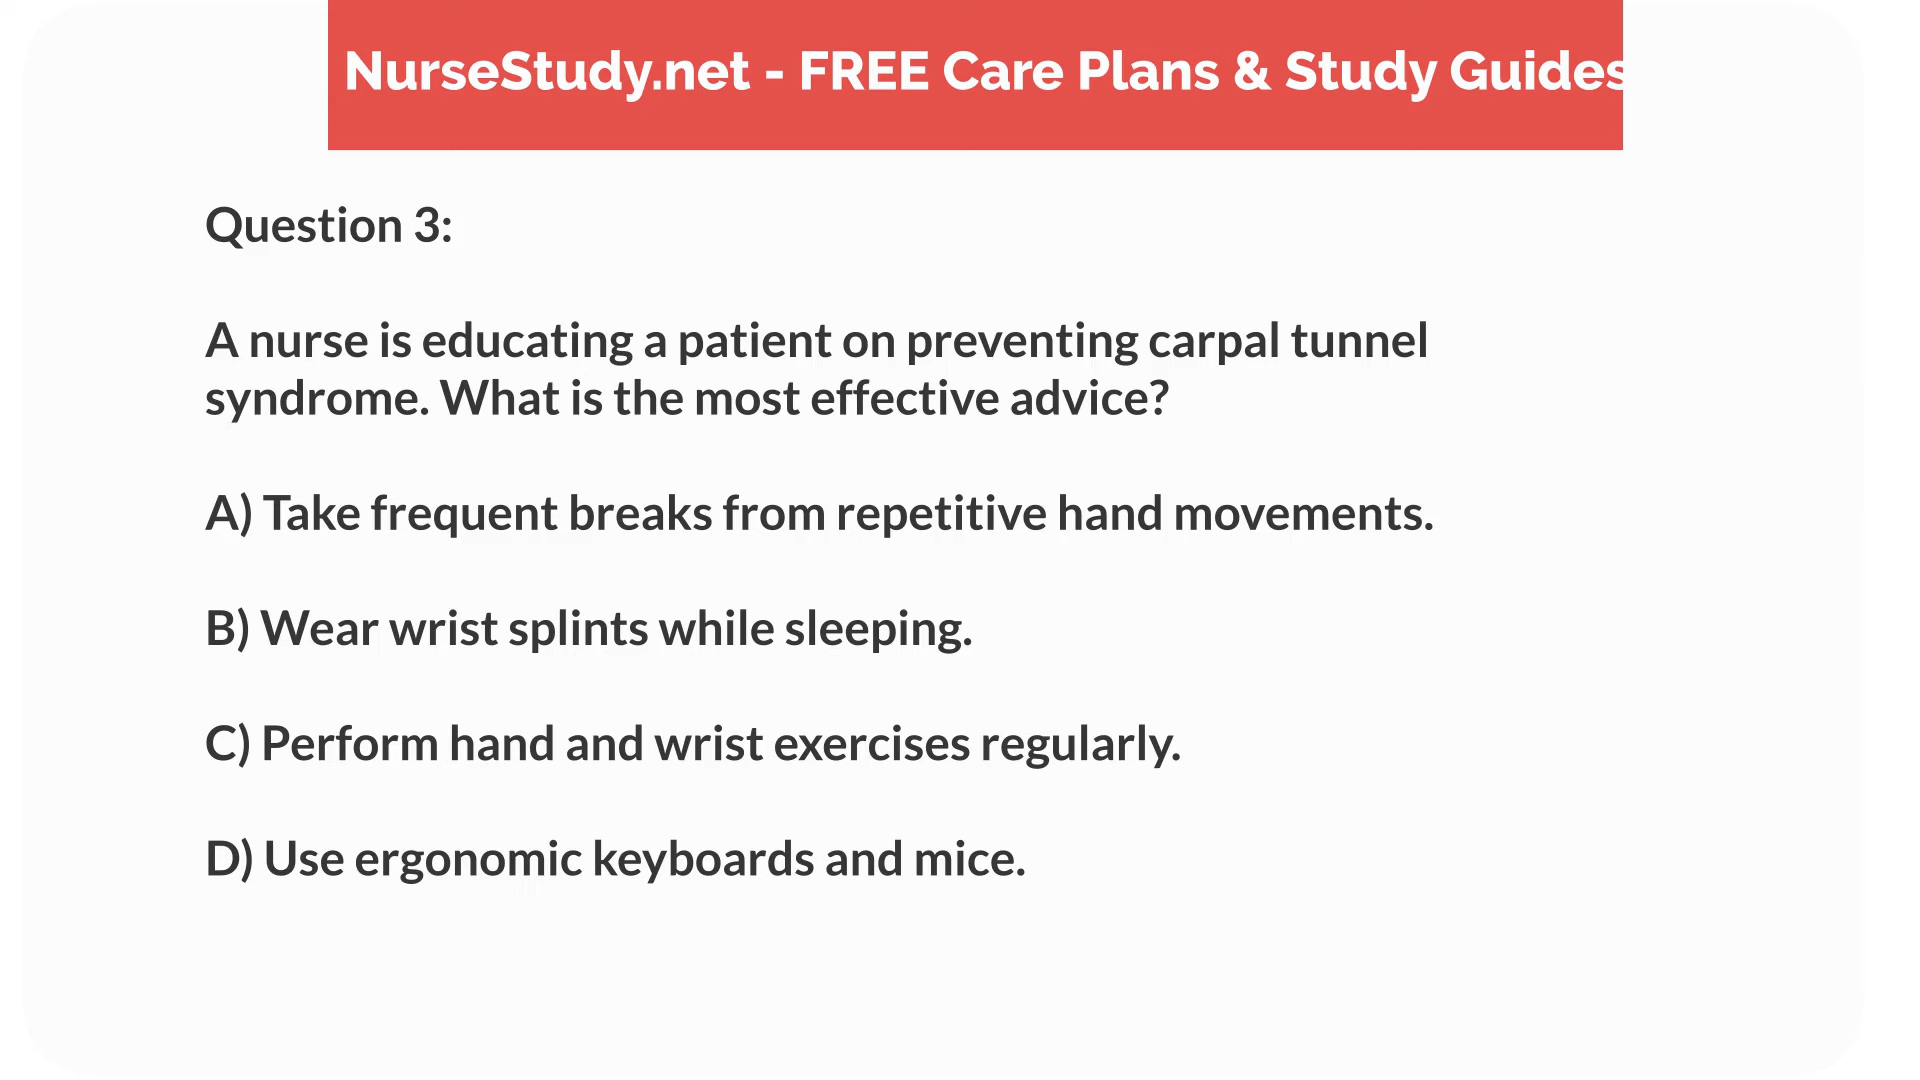 NurseStudy.net - FREE Care Plans & Study Guides
Question 3:
A nurse is educating a patient on preventing carpal tunnel
syndrome. What is the most effective advice?
A) Take frequent breaks from repetitive hand movements.
B) Wear wrist splints while sleeping.
C) Perform hand and wrist exercises regularly.
D) Use ergonomic keyboards and mice.